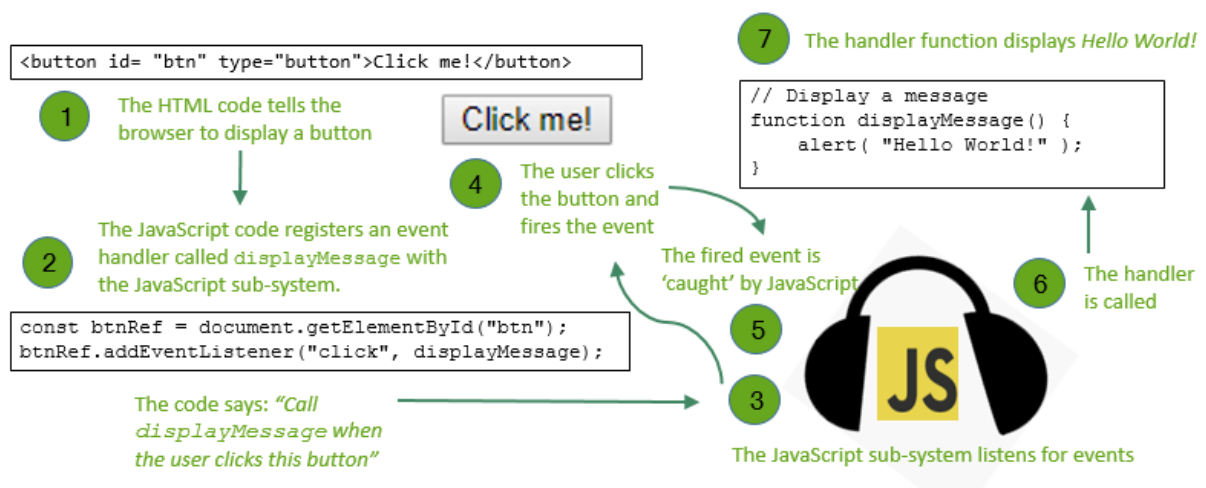 <button id= "btn" type="button">Click me!</button>
1
The HTML code tells the
browser to display a button
2
The JavaScript code registers an event
handler called displayMessage with
the JavaScript sub-system.
const btnRef = document.getElementById("btn");
btnRef.addEventListener("click", displayMessage);
The code says: “Call
displayMessage when
the user clicks this button”
3
The JavaScript sub-system listens for events
JS
Click me!
4
The user clicks
the button and
fires the event
The fired event is
‘caught’ by JavaScript
5
6
The handler
is called
7
The handler function displays Hello World!
// Display a message
function displayMessage() {
    alert( "Hello World!" );
}